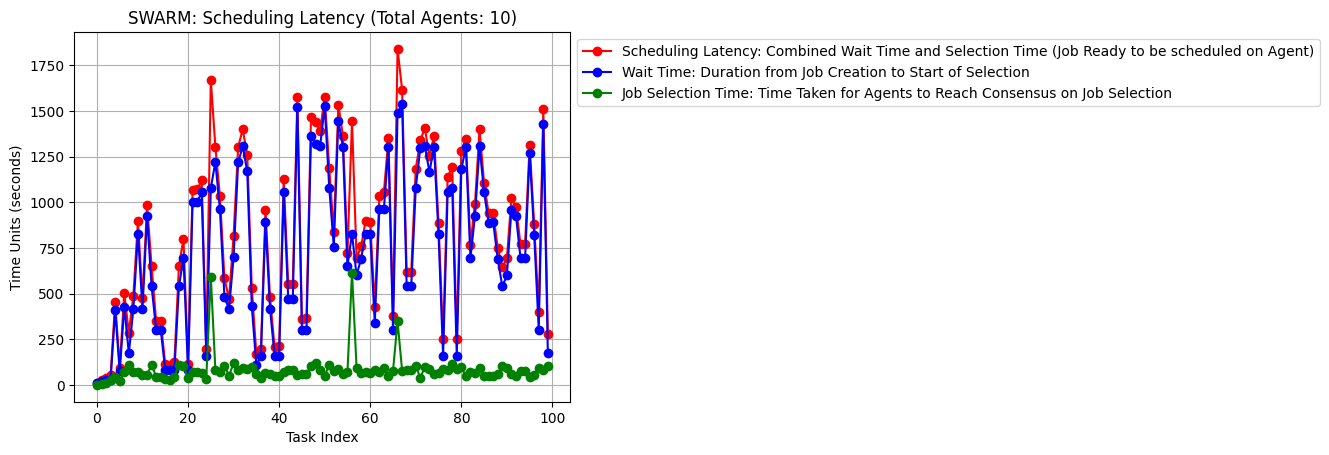 SWARM: Scheduling Latency (Total Agents: 10)
Scheduling Latency: Combined Wait Time and Selection Time (Job Ready to be scheduled on Agent)
Wait Time: Duration from Job Creation to Start of Selection
Job Selection Time: Time Taken for Agents to Reach Consensus on Job Selection
Time Units (seconds)
1750
1500
1250
1000
750
500
250
0
0 20 40 60 80 100
Task Index